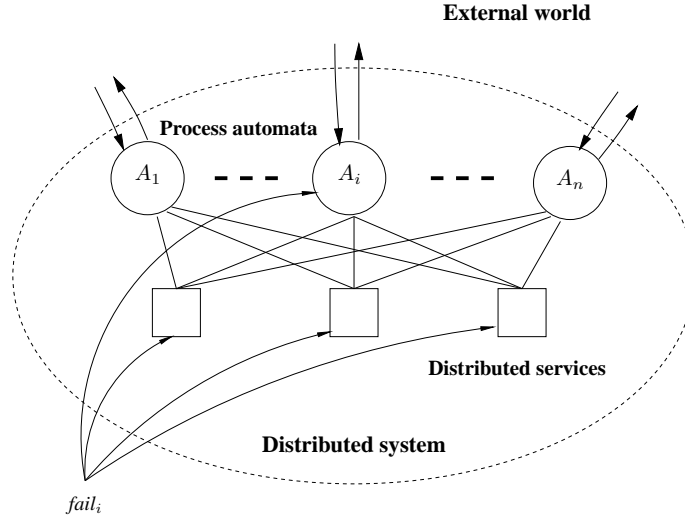 External world
Process automata
A₁
Aᵢ
Aₙ
Distributed services
Distributed system
failᵢ